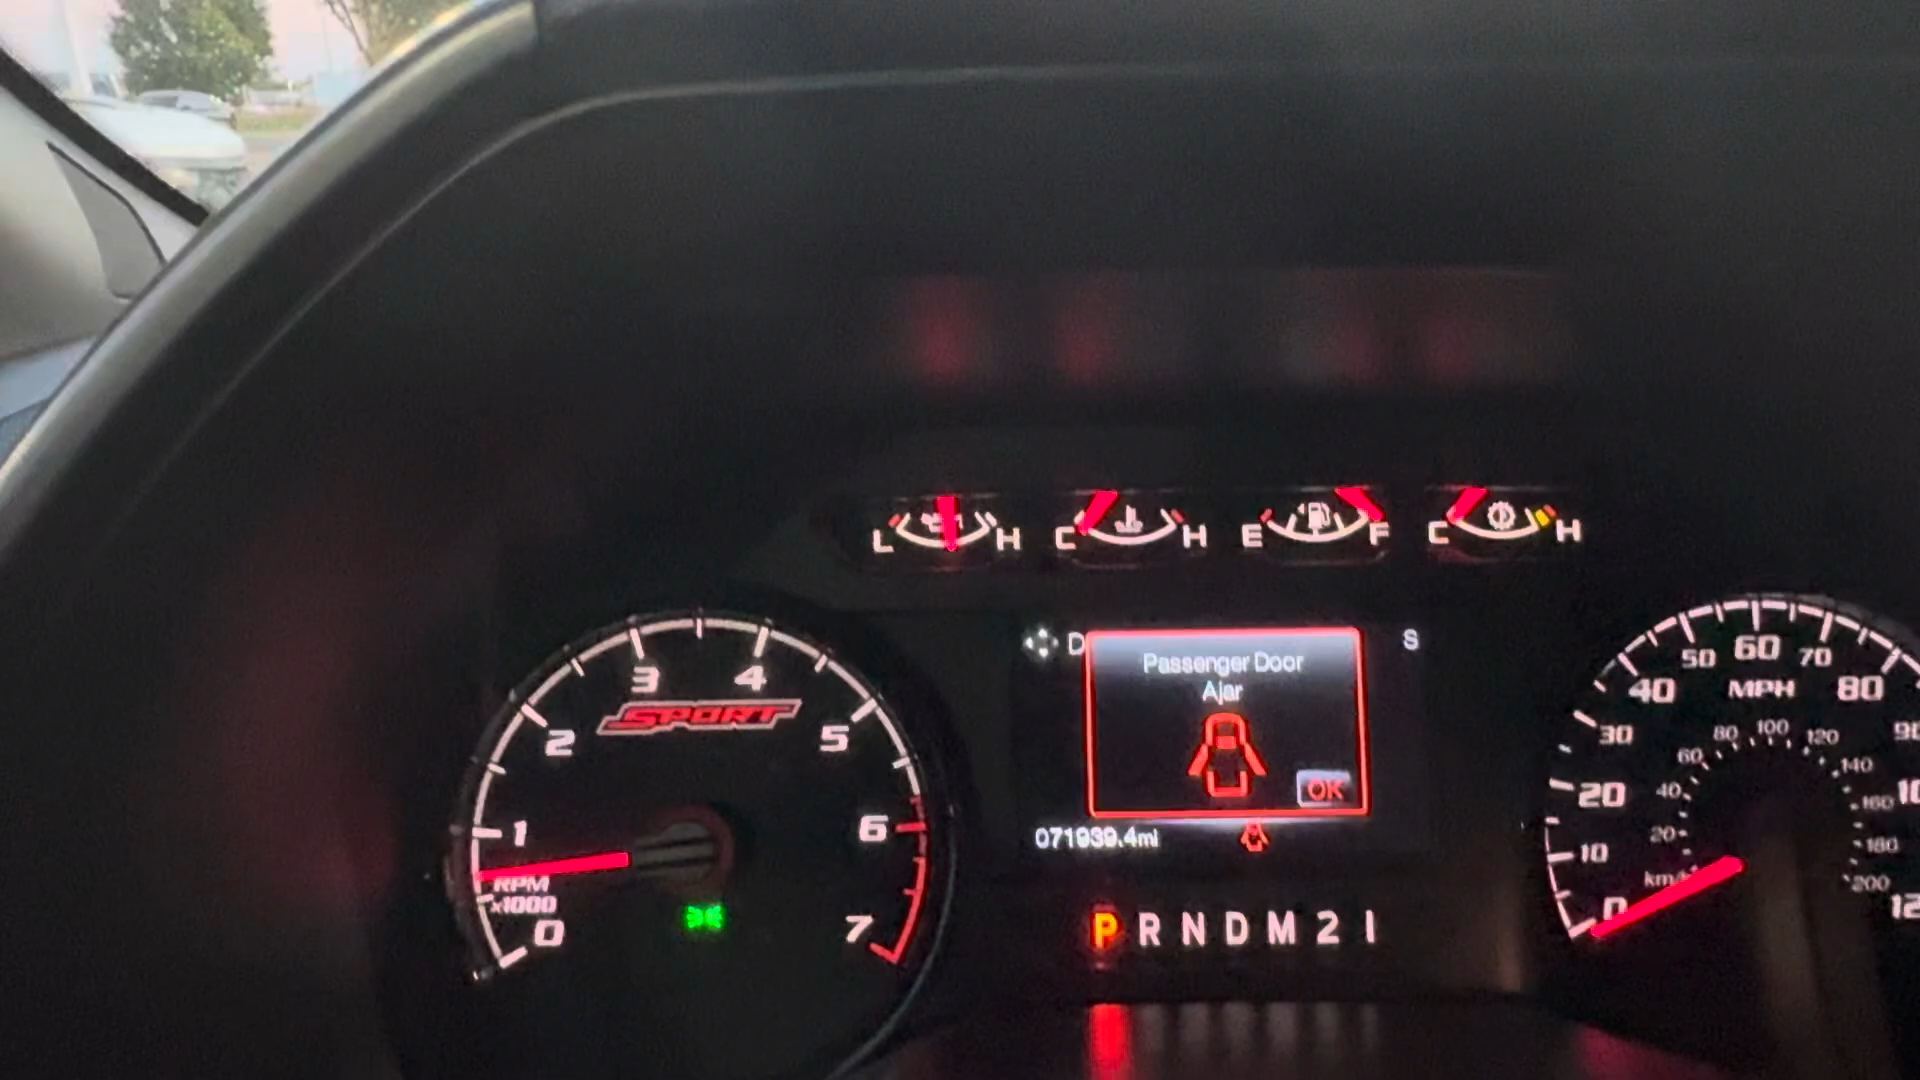 L H C H E F C H
3 4
SPORT
2 5
1 6
RPM
x1000
0 7
D S
Passenger Door
Ajar
OK
071939.4mi
P R N D M 2 1
0 10 20 30 40 50 60 70 80
MPH
km/h
20 40 60 80 100 120 140 160 180 200